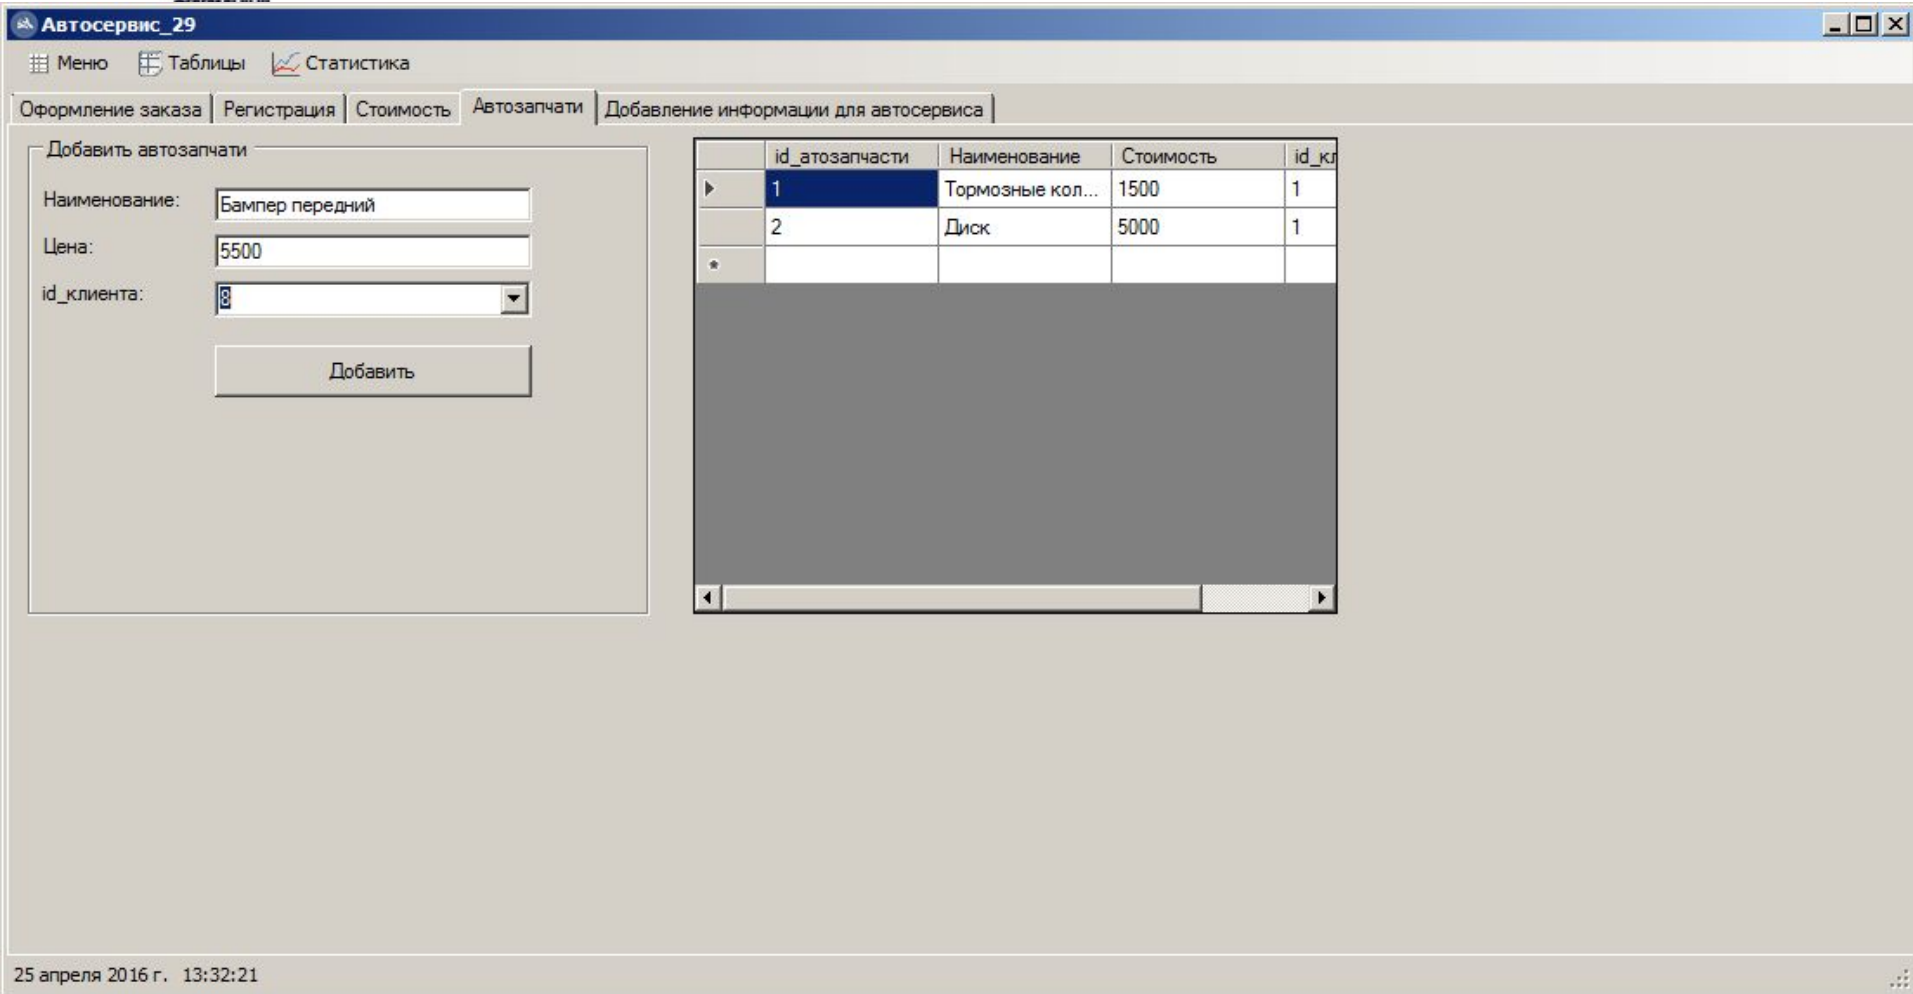 Автосервис_29
Меню Таблицы Статистика
Оформление заказа Регистрация Стоимость Автозапчати Добавление информации для автосервиса
Добавить автозапчати
Наименование: Бампер передний
Цена: 5500
id_клиента: 8
Добавить
id_атозапчасти Наименование Стоимость id_кл
1 Тормозные кол... 1500 1
2 Диск 5000 1
25 апреля 2016 г. 13:32:21